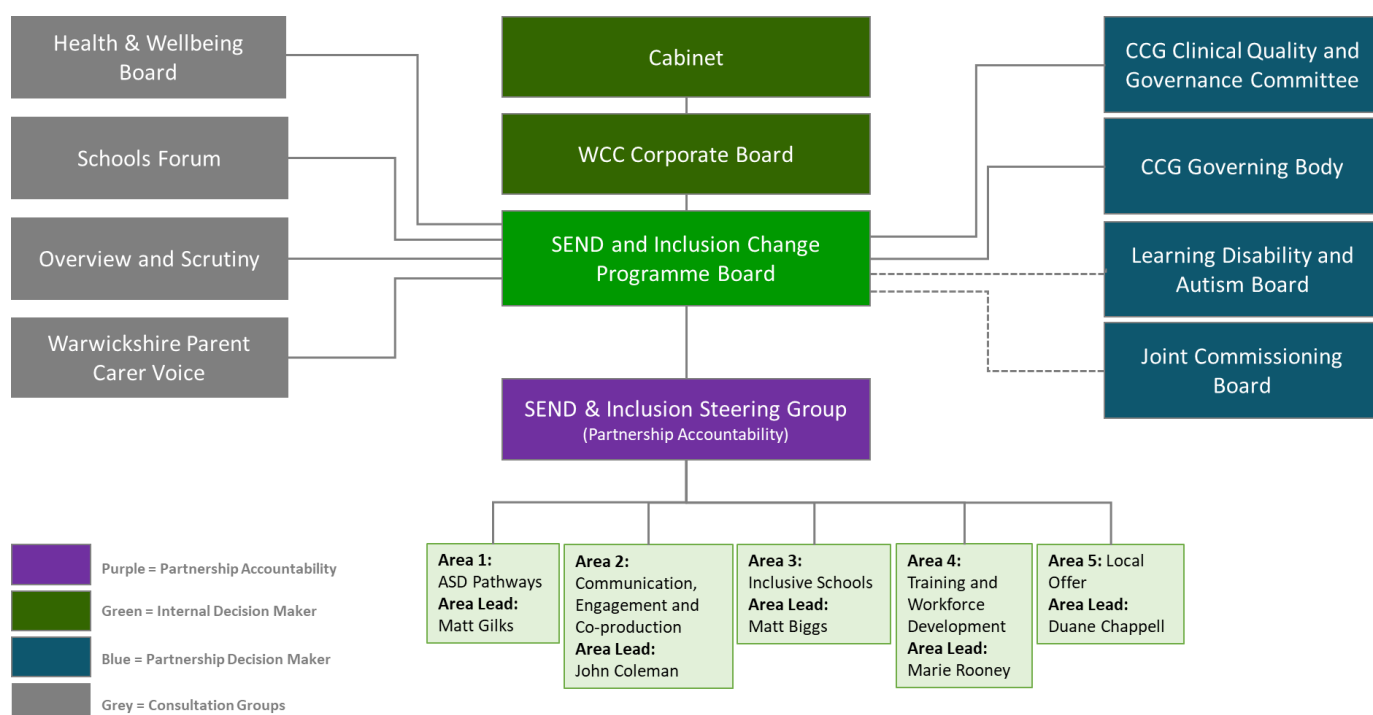 Health & Wellbeing
Board
Schools Forum
Overview and Scrutiny
Warwickshire Parent
Carer Voice
Cabinet
WCC Corporate Board
SEND and Inclusion Change
Programme Board
SEND & Inclusion Steering Group
(Partnership Accountability)
CCG Clinical Quality and
Governance Committee
CCG Governing Body
Learning Disability and
Autism Board
Joint Commissioning
Board
Area 1:
ASD Pathways
Area Lead:
Matt Gilks
Area 2:
Communication,
Engagement and
Co-production
Area Lead:
John Coleman
Area 3:
Inclusive Schools
Area Lead:
Matt Biggs
Area 4:
Training and
Workforce
Development
Area Lead:
Marie Rooney
Area 5: Local
Offer
Area Lead:
Duane Chappell
Purple = Partnership Accountability
Green = Internal Decision Maker
Blue = Partnership Decision Maker
Grey = Consultation Groups